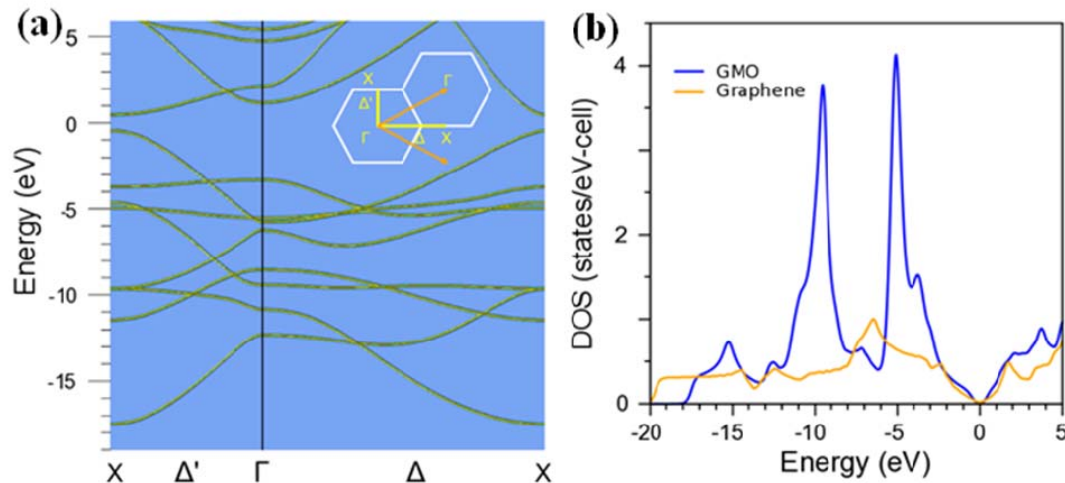 (a)
Energy (eV)
5
0
-5
-10
-15
X Δ' Γ Δ X
X
Γ
Δ'
Γ Δ X
(b)
DOS (states/eV-cell)
4
2
0
GMO
Graphene
-20 -15 -10 -5 0 5
Energy (eV)